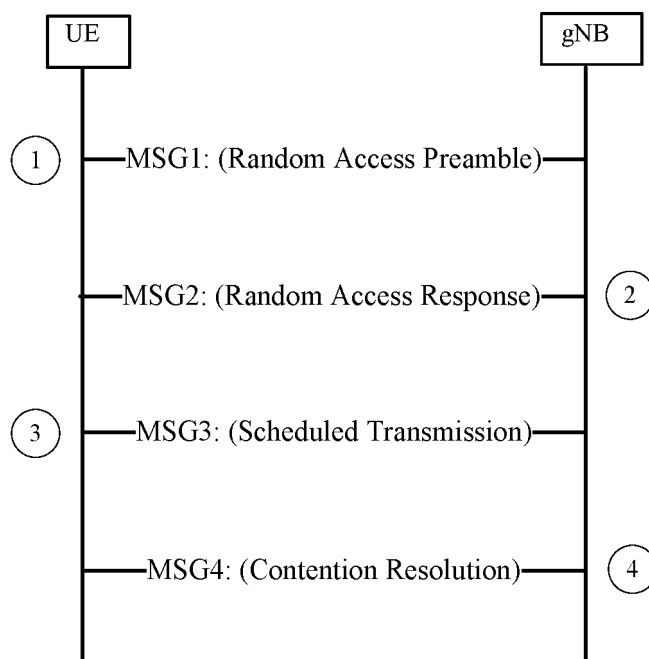 UE
gNB
1
MSG1: (Random Access Preamble)
MSG2: (Random Access Response)
2
3
MSG3: (Scheduled Transmission)
MSG4: (Contention Resolution)
4